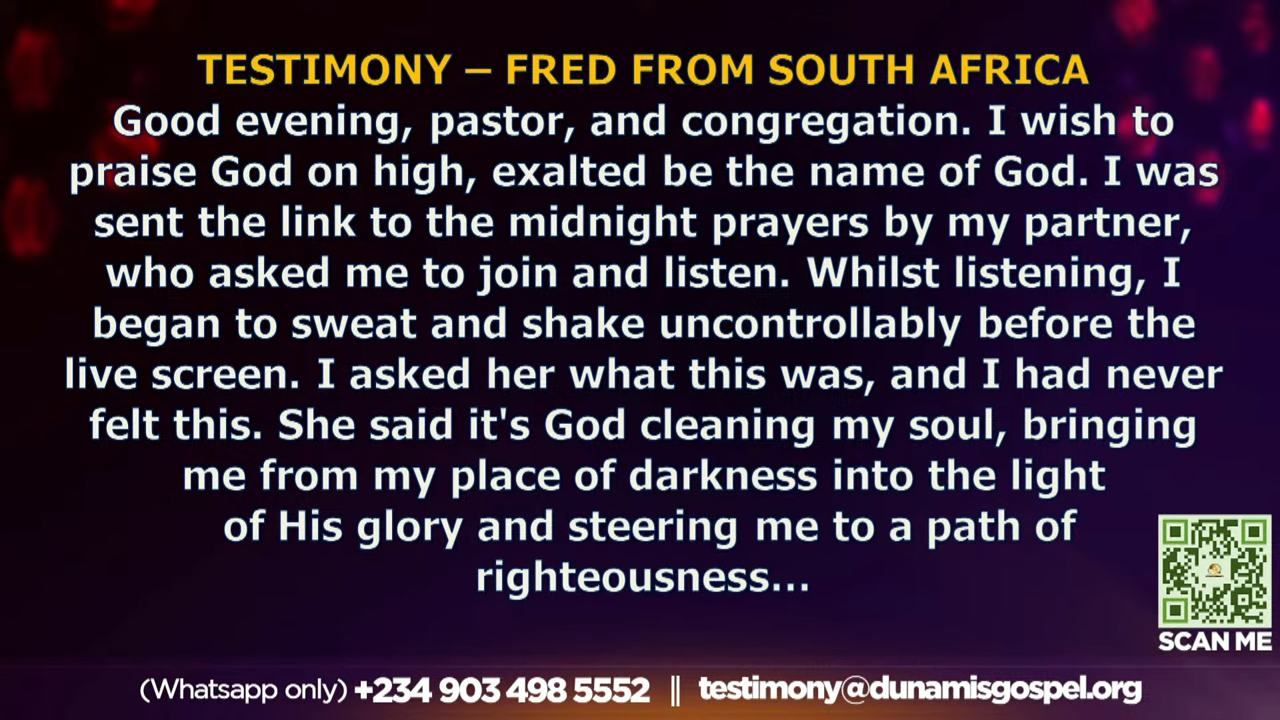 TESTIMONY – FRED FROM SOUTH AFRICA
Good evening, pastor, and congregation. I wish to
praise God on high, exalted be the name of God. I was
sent the link to the midnight prayers by my partner,
who asked me to join and listen. Whilst listening, I
began to sweat and shake uncontrollably before the
live screen. I asked her what this was, and I had never
felt this. She said it's God cleaning my soul, bringing
me from my place of darkness into the light
of His glory and steering me to a path of
righteousness...
SCAN ME
(Whatsapp only) +234 903 498 5552 || testimony@dunamisgospel.org